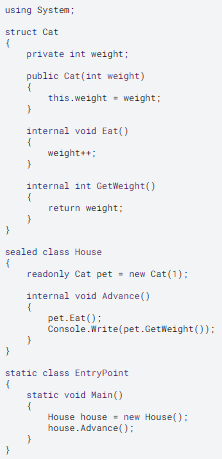 using System;
struct Cat
{
    private int weight;
    public Cat(int weight)
    {
        this.weight = weight;
    }
    internal void Eat()
    {
        weight++;
    }
    internal int GetWeight()
    {
        return weight;
    }
}
sealed class House
{
    readonly Cat pet = new Cat(1);
    internal void Advance()
    {
        pet.Eat();
        Console.Write(pet.GetWeight());
    }
}
static class EntryPoint
{
    static void Main()
    {
        House house = new House();
        house.Advance();
    }
}